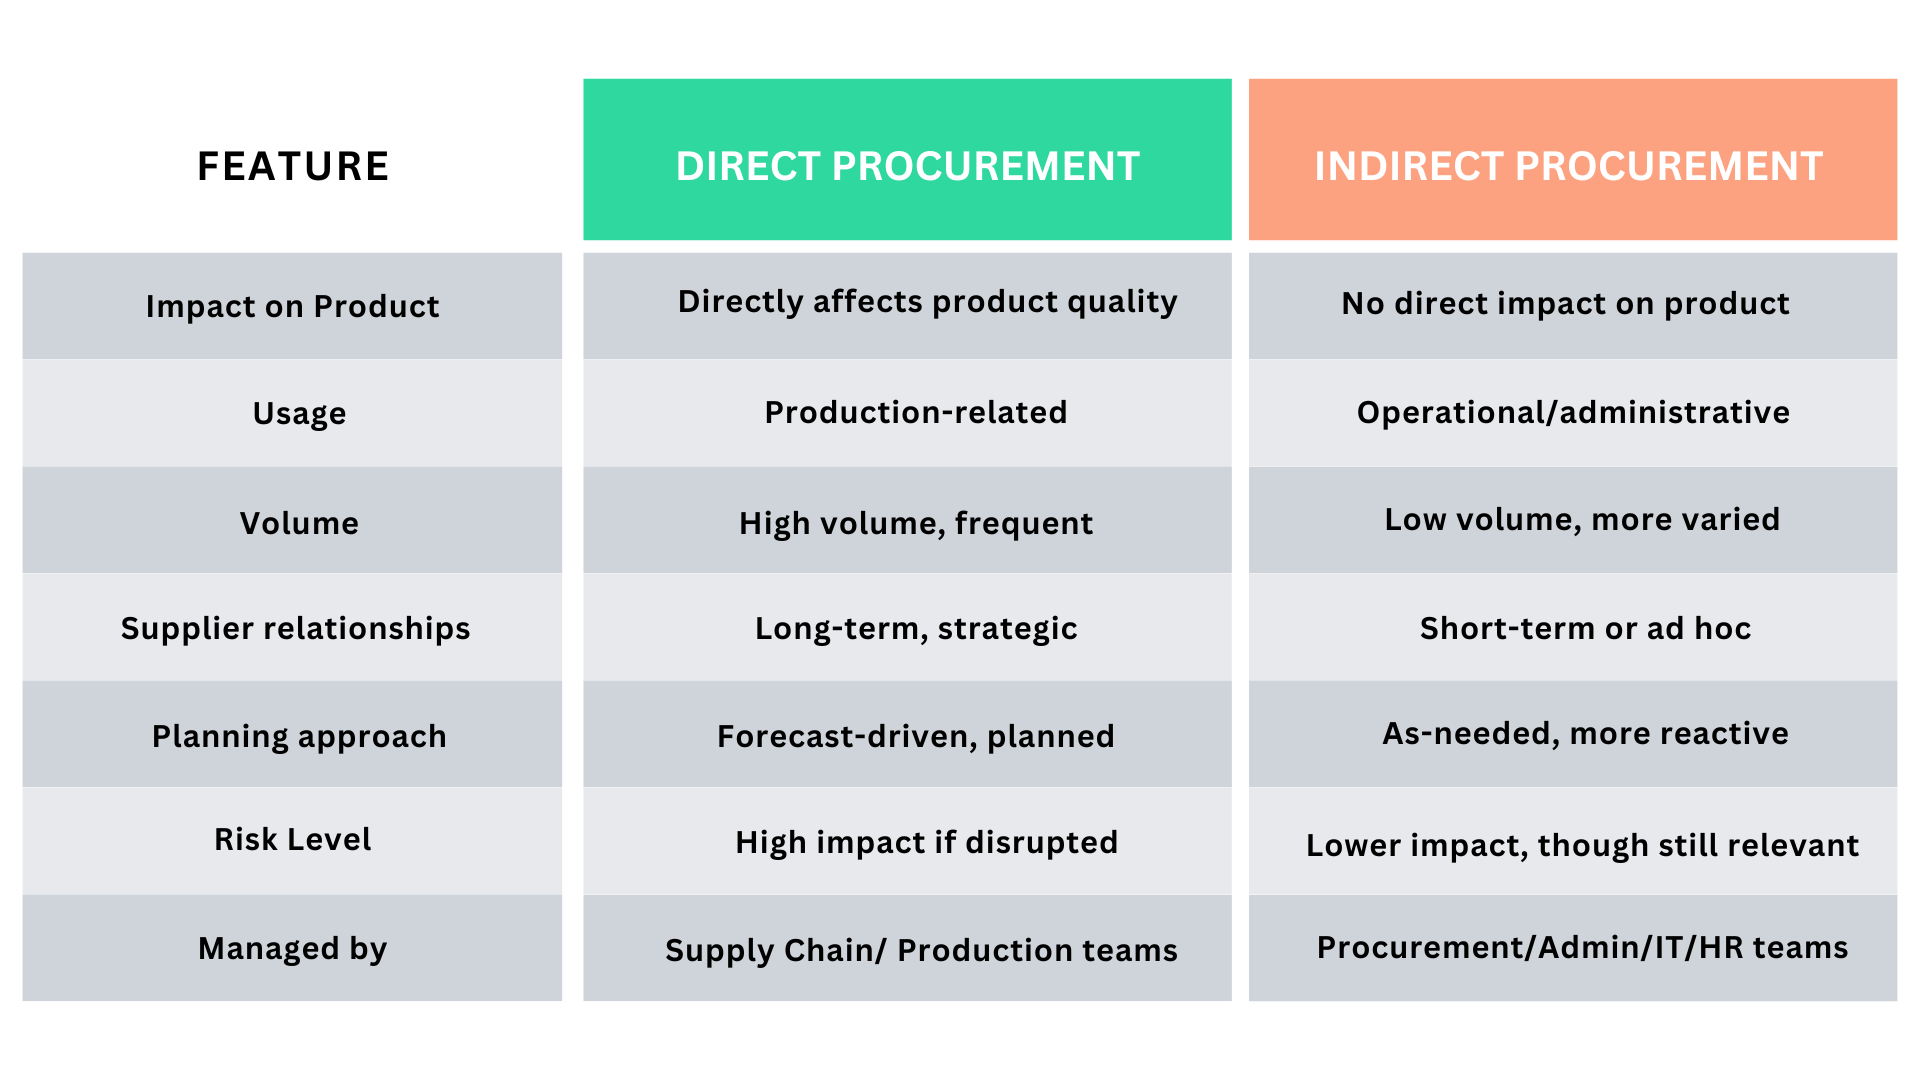 FEATURE DIRECT PROCUREMENT INDIRECT PROCUREMENT
Impact on Product Directly affects product quality No direct impact on product
Usage Production-related Operational/administrative
Volume High volume, frequent Low volume, more varied
Supplier relationships Long-term, strategic Short-term or ad hoc
Planning approach Forecast-driven, planned As-needed, more reactive
Risk Level High impact if disrupted Lower impact, though still relevant
Managed by Supply Chain/ Production teams Procurement/Admin/IT/HR teams